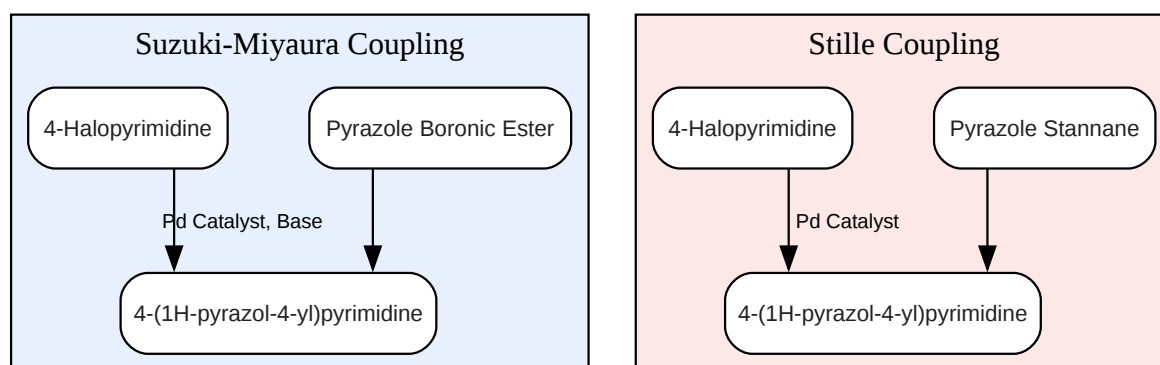 Suzuki-Miyaura Coupling
4-Halopyrimidine
Pyrazole Boronic Ester
Pd Catalyst, Base
4-(1H-pyrazol-4-yl)pyrimidine
Stille Coupling
4-Halopyrimidine
Pyrazole Stannane
Pd Catalyst
4-(1H-pyrazol-4-yl)pyrimidine